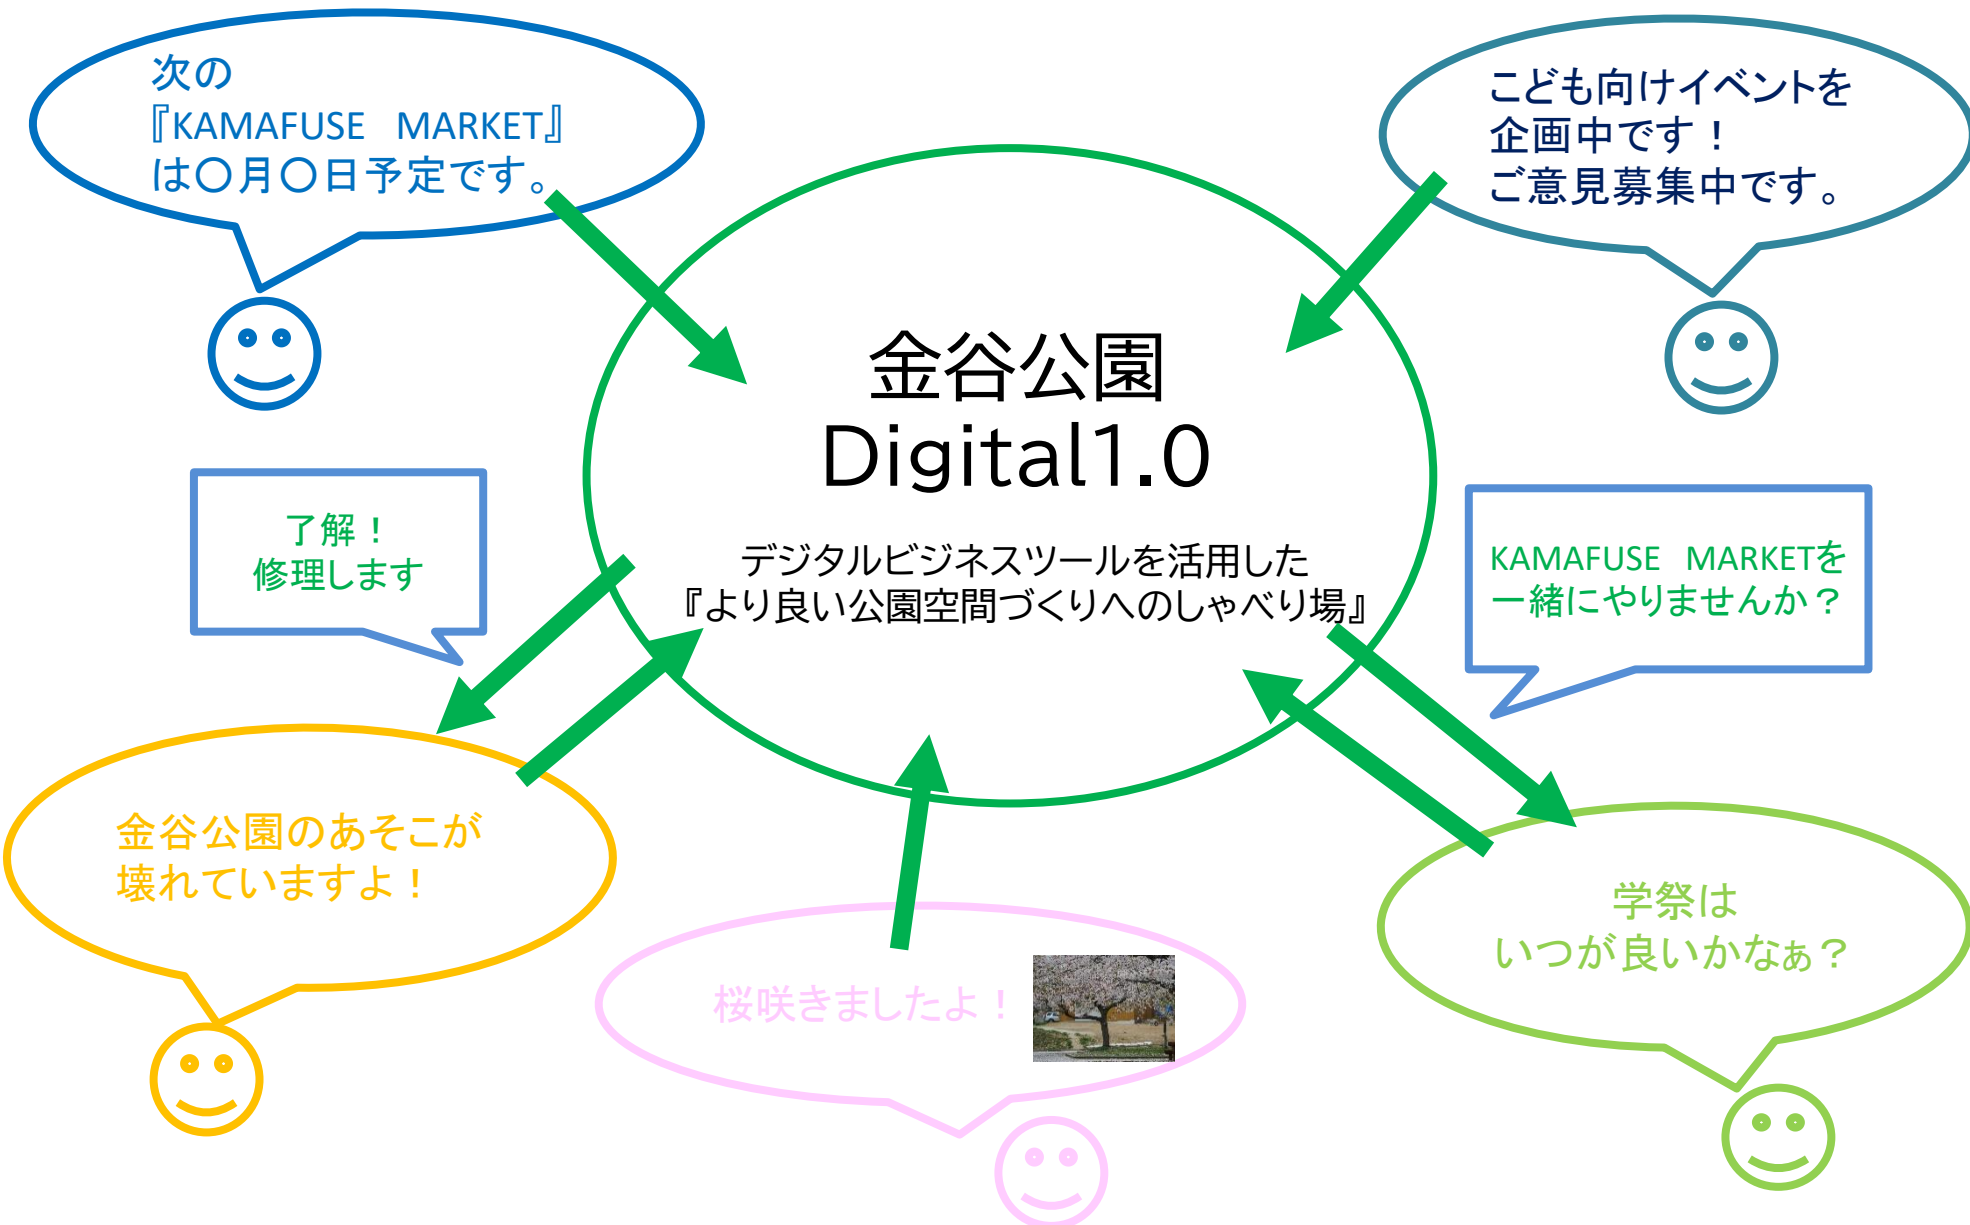 次の
『KAMAFUSE　MARKET』
は〇月〇日予定です。
こども向けイベントを
企画中です！
ご意見募集中です。
金谷公園
Digital1.0
デジタルビジネスツールを活用した
『より良い公園空間づくりへのしゃべり場』
了解！
修理します
KAMAFUSE　MARKETを
一緒にやりませんか？
金谷公園のあそこが
壊れていますよ！
桜咲きましたよ！
学祭は
いつが良いかなぁ？